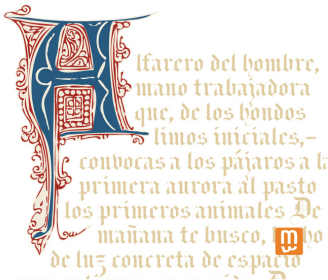 Alfarero del hombre,
mano trabajadora
que, de los hondos
limos iniciales,-
convocas a los pájaros a la
primera aurora al pasto
los primeros animales De
mañana te busco,
de luz concreta de espacio